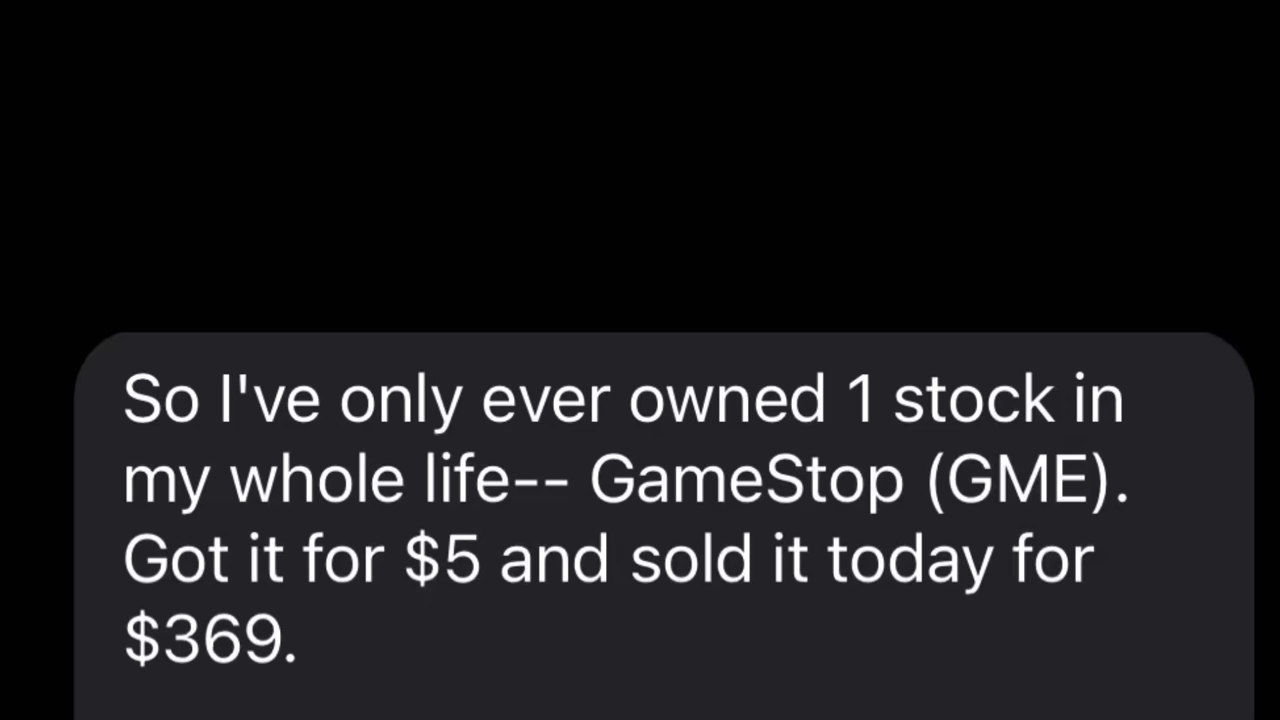 So I've only ever owned 1 stock in
my whole life-- GameStop (GME).
Got it for $5 and sold it today for
$369.